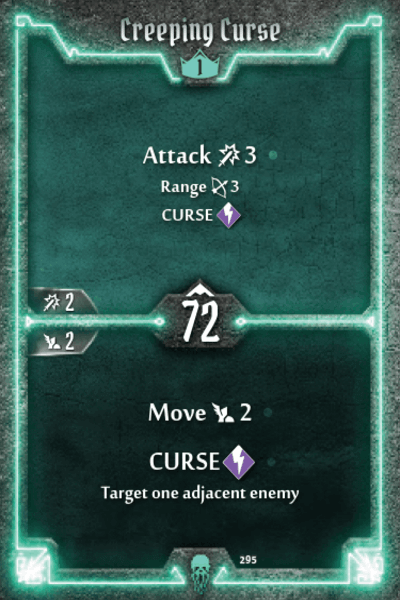 Creeping Curse
1
Attack 3
Range 3
CURSE
2
72
2
Move 2
CURSE
Target one adjacent enemy
295